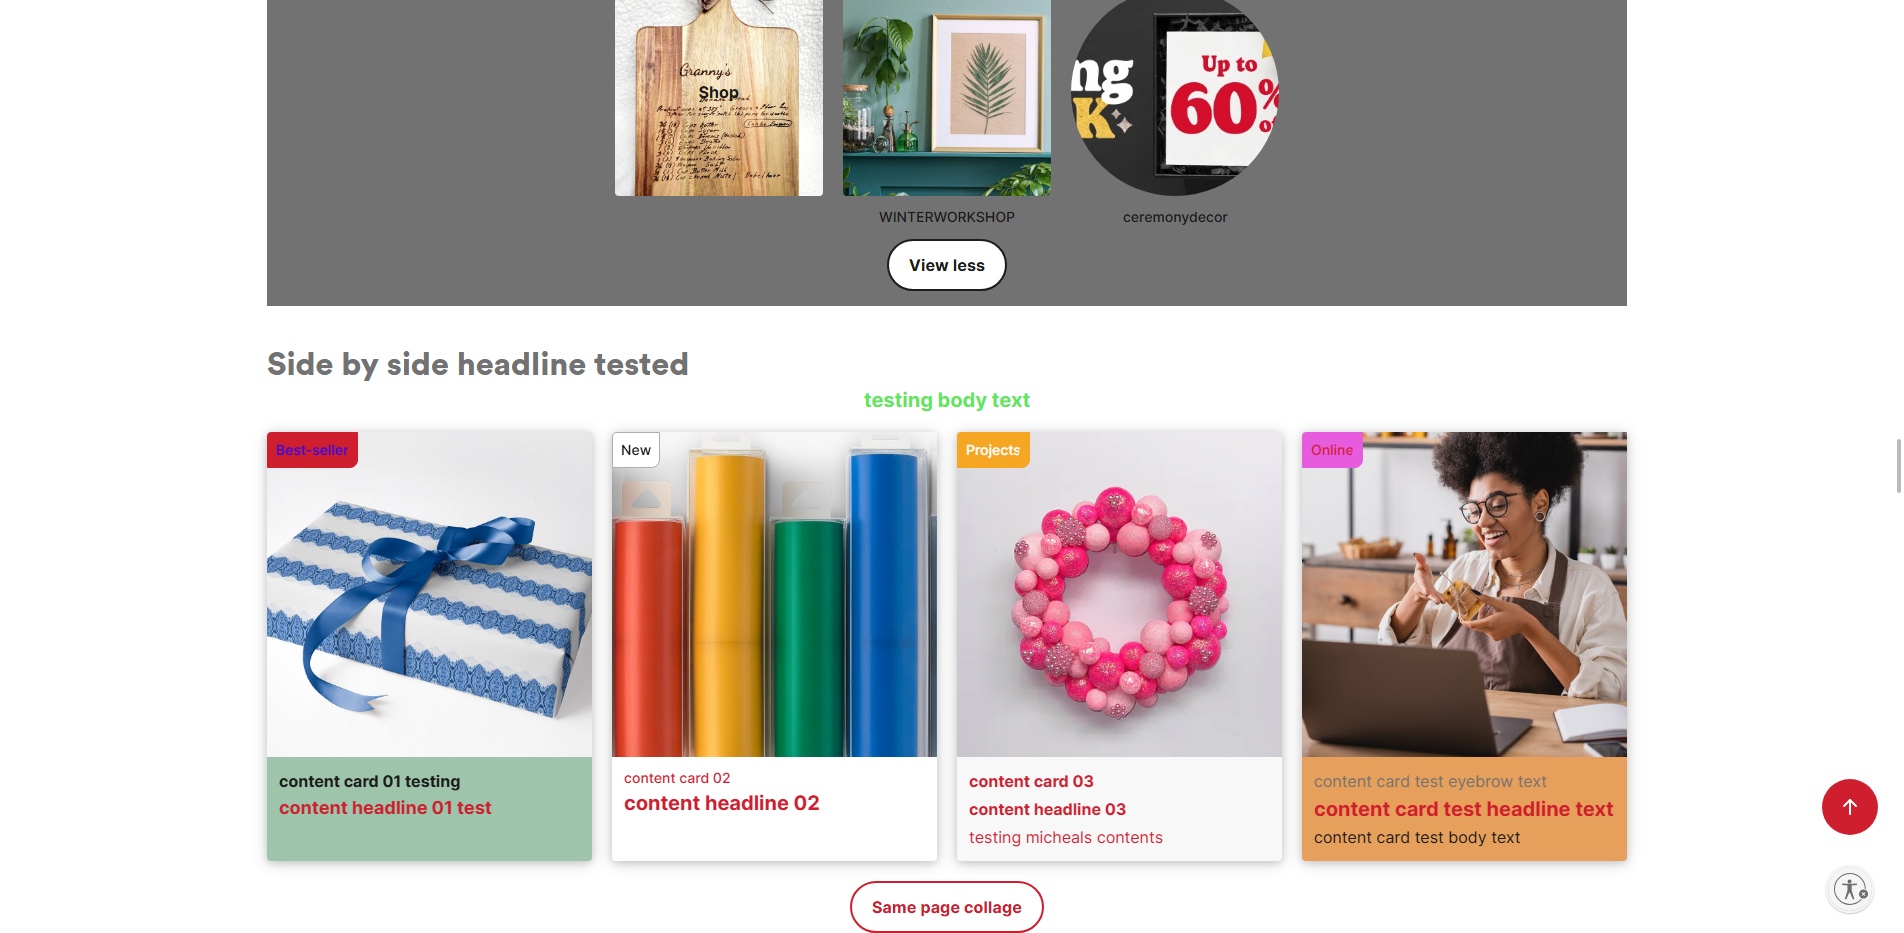 Granny's
Shop
ng
K
Up to
60%
WINTERWORKSHOP
ceremonydecor
View less
Side by side headline tested
testing body text
Best-seller
New
Projects
Online
content card 01 testing
content headline 01 test
content card 02
content headline 02
content card 03
content headline 03
testing micheals contents
content card test eyebrow text
content card test headline text
content card test body text
Same page collage